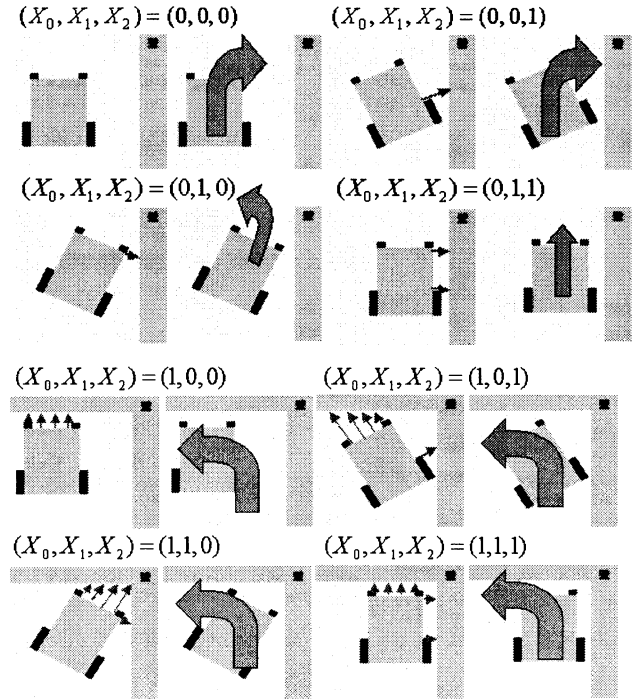 (X₀, X₁, X₂) = (0,0,0)
(X₀, X₁, X₂) = (0,0,1)
(X₀, X₁, X₂) = (0,1,0)
(X₀, X₁, X₂) = (0,1,1)
(X₀, X₁, X₂) = (1,0,0)
(X₀, X₁, X₂) = (1,0,1)
(X₀, X₁, X₂) = (1,1,0)
(X₀, X₁, X₂) = (1,1,1)